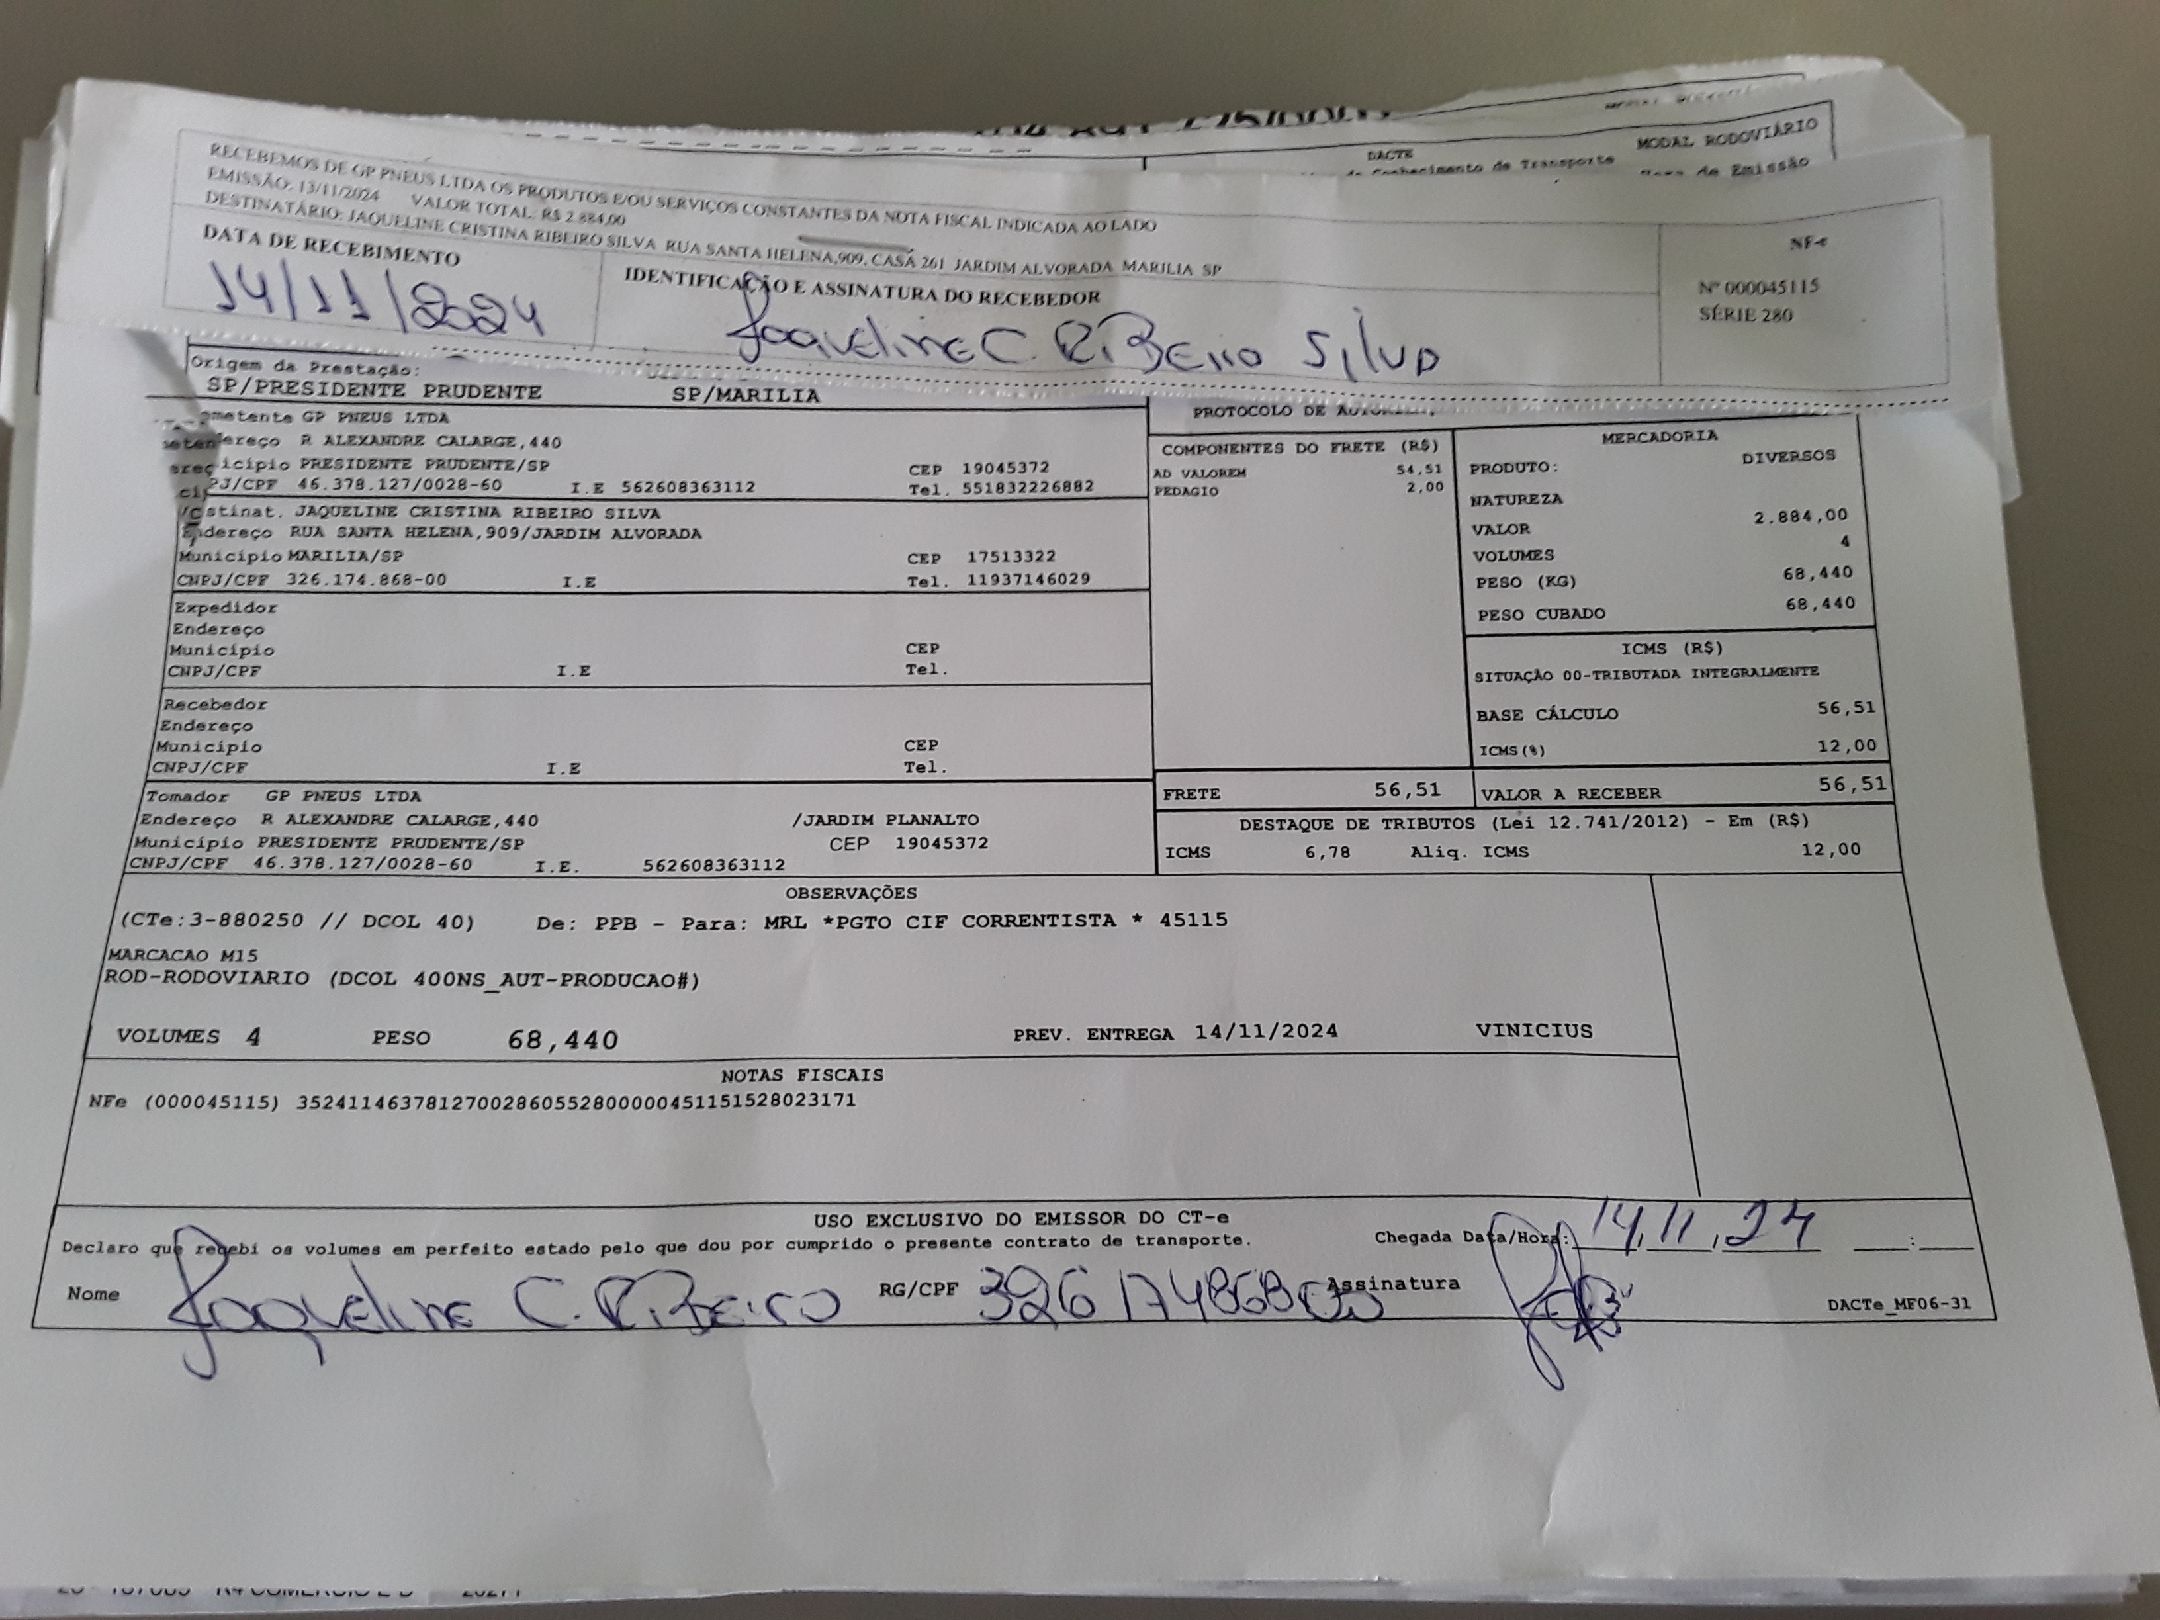 DACTE
MODAL RODOVIÁRIO
Conhecimento de Transporte
de Emissão
RECEBEMOS DE GP PNEUS LTDA OS PRODUTOS E/OU SERVIÇOS CONSTANTES DA NOTA FISCAL INDICADA AO LADO
EMISSÃO: 13/11/2024 VALOR TOTAL: R$ 2.884,00
DESTINATÁRIO: JAQUELINE CRISTINA RIBEIRO SILVA RUA SANTA HELENA,909, CASA 261 JARDIM ALVORADA MARILIA SP
NF-e
Nº 000045115
SÉRIE 280
DATA DE RECEBIMENTO
IDENTIFICAÇÃO E ASSINATURA DO RECEBEDOR
14/11/2024
Jaqueline C. Ribeiro Silva
Origem da Prestação:
SP/PRESIDENTE PRUDENTE SP/MARILIA
PROTOCOLO DE
GP PNEUS LTDA
R ALEXANDRE CALARGE,440
PRESIDENTE PRUDENTE/SP CEP 19045372
46.378.127/0028-60 I.E 562608363112 Tel. 551832226882
JAQUELINE CRISTINA RIBEIRO SILVA
RUA SANTA HELENA,909/JARDIM ALVORADA
Município MARILIA/SP CEP 17513322
CNPJ/CPF 326.174.868-00 I.E Tel. 11937146029
Expedidor
Endereço
Município CEP
CNPJ/CPF I.E Tel.
Recebedor
Endereço
Município CEP
CNPJ/CPF I.E Tel.
Tomador GP PNEUS LTDA
Endereço R ALEXANDRE CALARGE,440 /JARDIM PLANALTO
Município PRESIDENTE PRUDENTE/SP CEP 19045372
CNPJ/CPF 46.378.127/0028-60 I.E. 562608363112
COMPONENTES DO FRETE (R$)
AD VALOREM 54,51
PEDAGIO 2,00
MERCADORIA
PRODUTO: DIVERSOS
NATUREZA
VALOR 2.884,00
VOLUMES 4
PESO (KG) 68,440
PESO CUBADO 68,440
ICMS (R$)
SITUAÇÃO 00-TRIBUTADA INTEGRALMENTE
BASE CÁLCULO 56,51
ICMS(%) 12,00
FRETE 56,51 VALOR A RECEBER 56,51
DESTAQUE DE TRIBUTOS (Lei 12.741/2012) - Em (R$)
ICMS 6,78 Aliq. ICMS 12,00
OBSERVAÇÕES
(CTe:3-880250 // DCOL 40) De: PPB - Para: MRL *PGTO CIF CORRENTISTA * 45115
MARCACAO M15
ROD-RODOVIARIO (DCOL 400NS_AUT-PRODUCAO#)
VOLUMES 4 PESO 68,440 PREV. ENTREGA 14/11/2024 VINICIUS
NOTAS FISCAIS
NFe (000045115) 35241146378127002860552800000451151528023171
USO EXCLUSIVO DO EMISSOR DO CT-e
Declaro que recebi os volumes em perfeito estado pelo que dou por cumprido o presente contrato de transporte. Chegada Data/Hora: 14, 11, 24 :
Nome Jaqueline C. Ribeiro RG/CPF 32617486800 Assinatura
DACTe_MF06-31